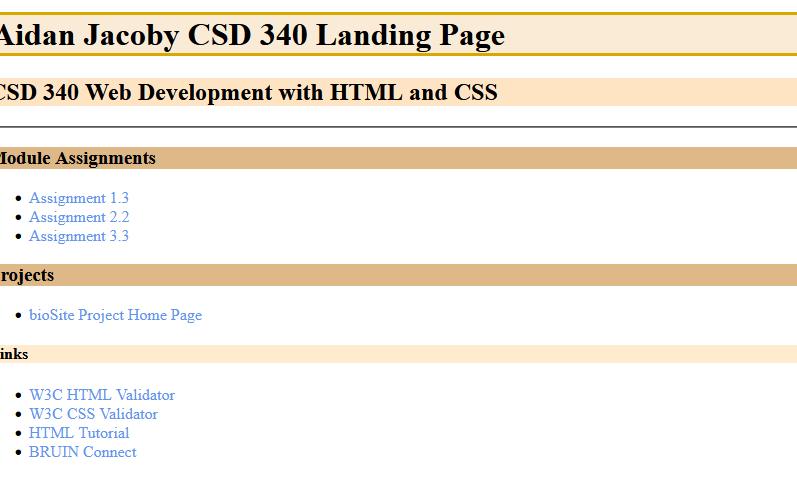 Aidan Jacoby CSD 340 Landing Page
CSD 340 Web Development with HTML and CSS
Module Assignments
Assignment 1.3
Assignment 2.2
Assignment 3.3
rojects
bioSite Project Home Page
inks
W3C HTML Validator
W3C CSS Validator
HTML Tutorial
BRUIN Connect